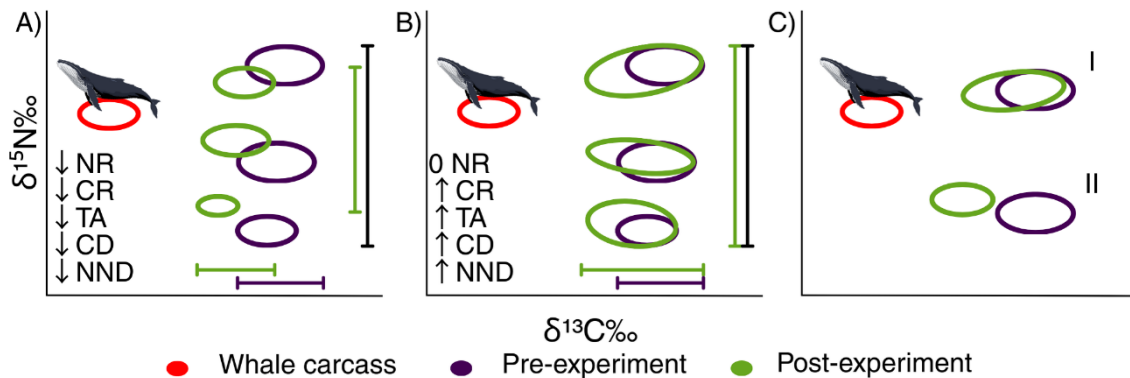 A)
B)
C)
δ¹⁵N‰
↓ NR
↓ CR
↓ TA
↓ CD
↓ NND
0 NR
↑ CR
↑ TA
↑ CD
↑ NND
I
II
δ¹³C‰
Whale carcass
Pre-experiment
Post-experiment